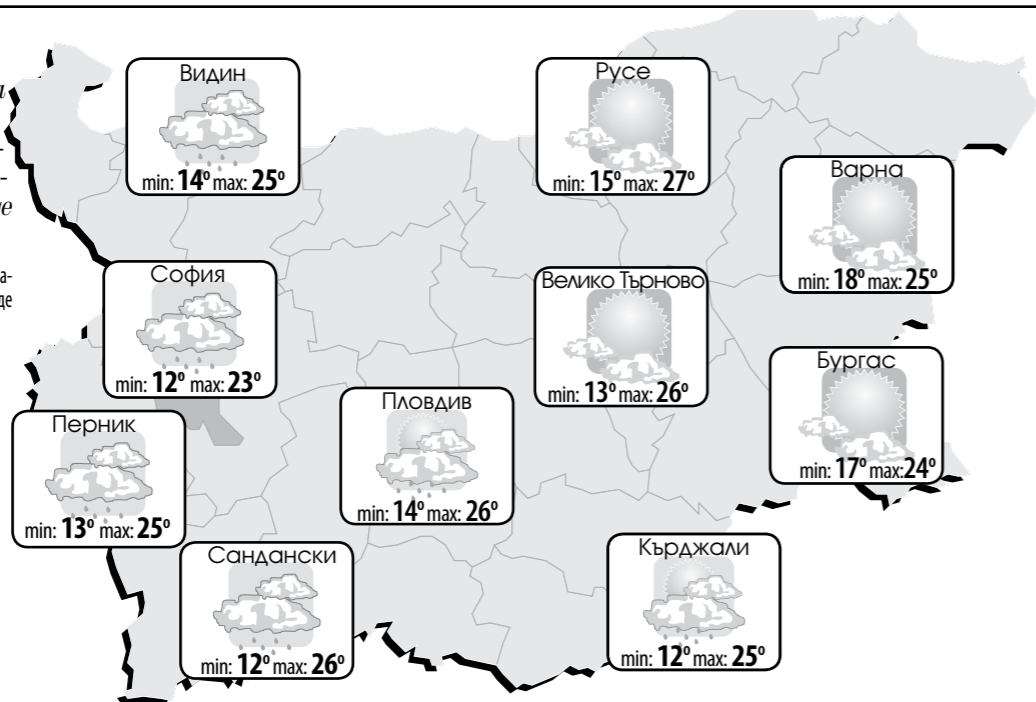 Видин
min: 14° max: 25°
Русе
min: 15° max: 27°
Варна
min: 18° max: 25°
София
min: 12° max: 23°
Велико Търново
min: 13° max: 26°
Бургас
min: 17° max: 24°
Пловдив
min: 14° max: 26°
Перник
min: 13° max: 25°
Сандански
min: 12° max: 26°
Кърджали
min: 12° max: 25°